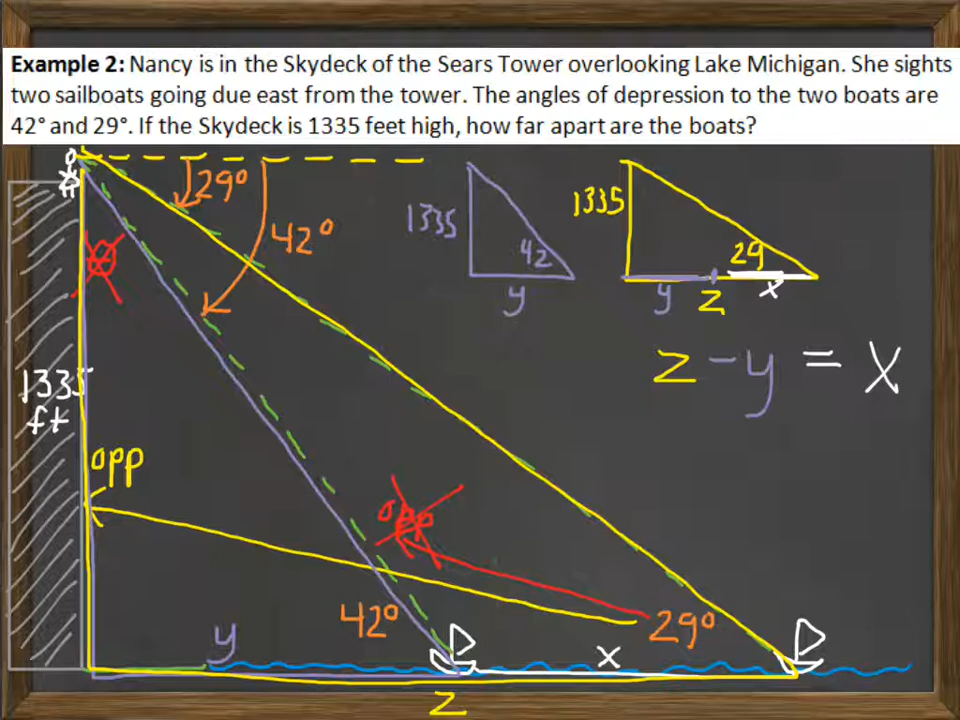 Example 2: Nancy is in the Skydeck of the Sears Tower overlooking Lake Michigan. She sights
two sailboats going due east from the tower. The angles of depression to the two boats are
42° and 29°. If the Skydeck is 1335 feet high, how far apart are the boats?
29°
42°
1335
42
y
1335
29
y
z
x
z - y = x
1335
ft
opp
opp
42°
29°
y
x
z